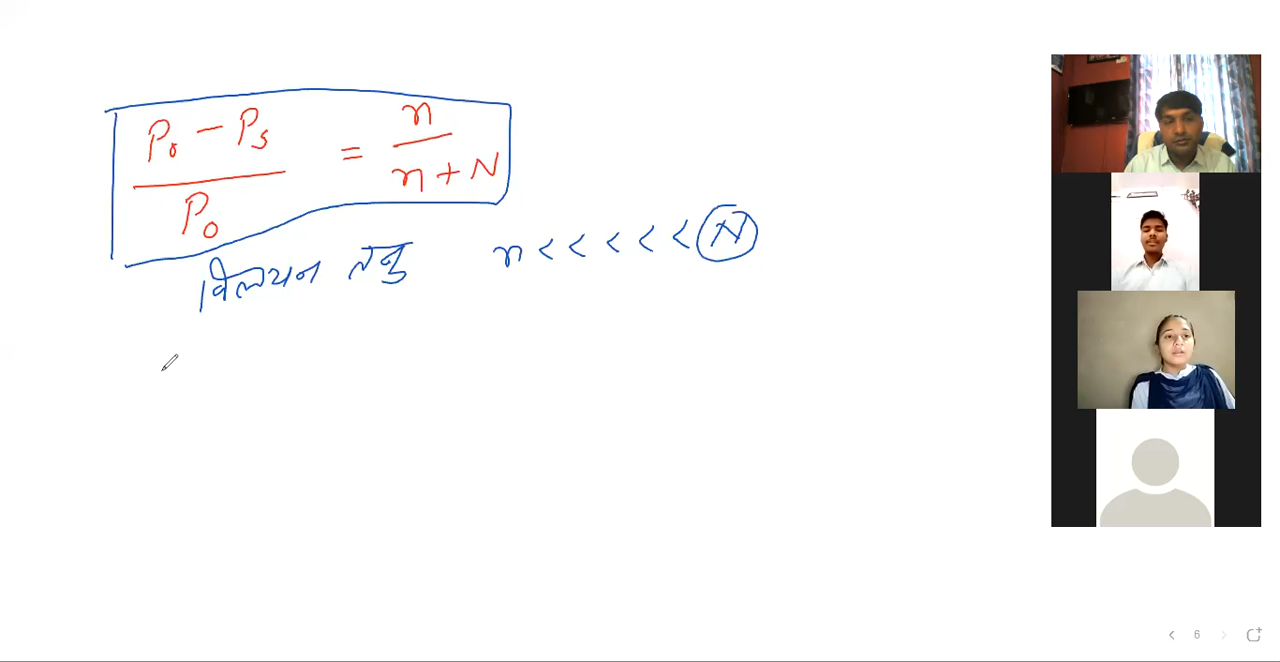 P₀ - Pₛ / P₀ = n / n + N
विलयन तनु n < < < < < N
6